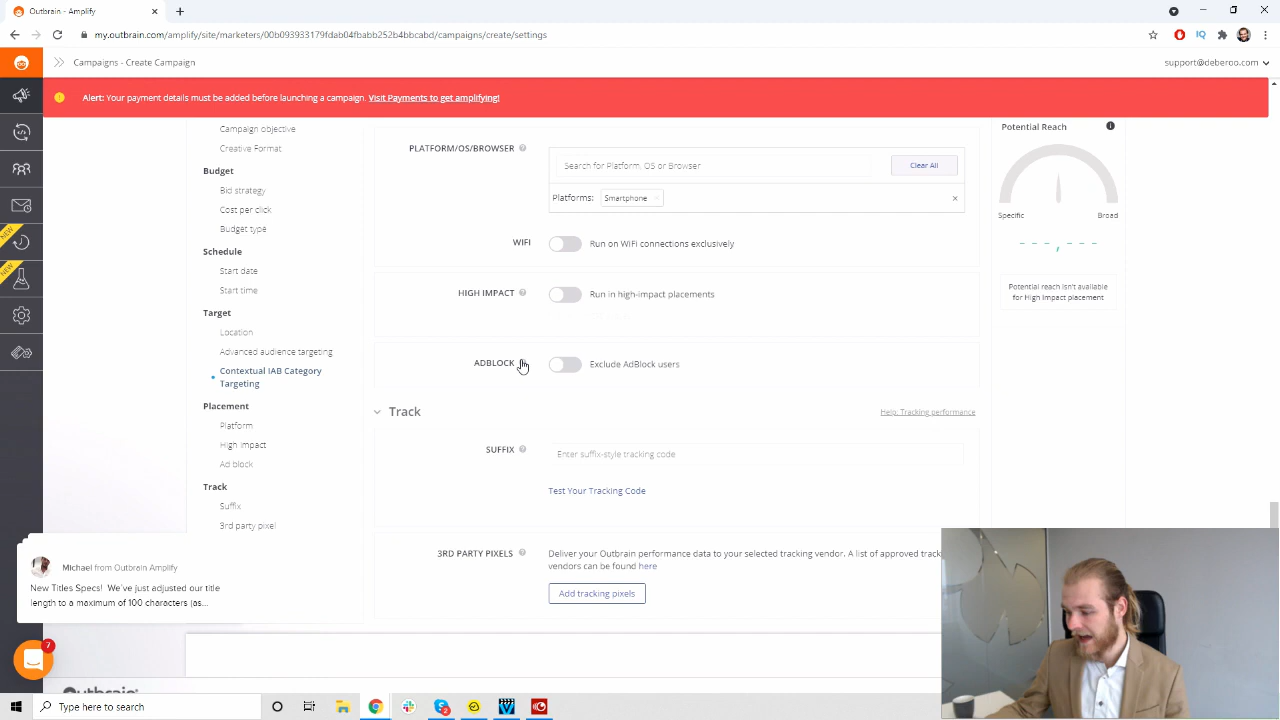 Outbrain - Amplify
my.outbrain.com/amplify/site/marketers/00b093933179fdab04fbabb252b4bbcabd/campaigns/create/settings
Campaigns - Create Campaign
support@deberoo.com
Alert: Your payment details must be added before launching a campaign. Visit Payments to get amplifying!
Campaign objective
Creative Format
Budget
Bid strategy
Cost per click
Budget type
Schedule
Start date
Start time
Target
Location
Advanced audience targeting
Contextual IAB Category
Targeting
Placement
Platform
High impact
Ad block
Track
Suffix
3rd party pixel
PLATFORM/OS/BROWSER
Search for Platform, OS or Browser
Clear All
Platforms: Smartphone
WIFI
Run on WiFi connections exclusively
HIGH IMPACT
Run in high-impact placements
ADBLOCK
Exclude AdBlock users
Track
Help: Tracking performance
SUFFIX
Enter suffix-style tracking code
Test Your Tracking Code
3RD PARTY PIXELS
Deliver your Outbrain performance data to your selected tracking vendor. A list of approved track
vendors can be found here
Add tracking pixels
Potential Reach
Specific
Broad
Potential reach isn't available
for High Impact placement
Michael from Outbrain Amplify
New Titles Specs! We've just adjusted our title
length to a maximum of 100 characters (as...
7
NEW
NEW
IQ
Outbrain
Type here to search
2